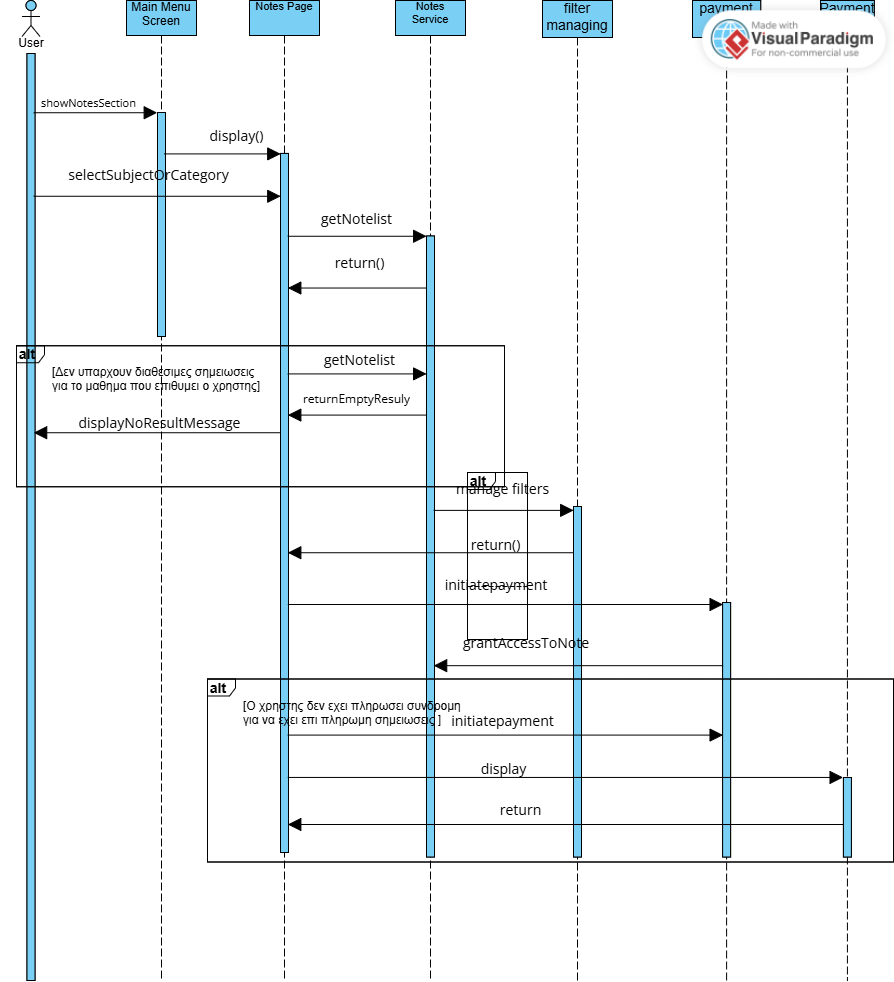 User
Main Menu
Screen
Notes Page
Notes
Service
filter
managing
payment
Payment
Made with
VisualParadigm
For non-commercial use
showNotesSection
display()
selectSubjectOrCategory
getNotelist
return()
alt
[Δεν υπαρχουν διαθεσιμες σημειωσεις
για το μαθημα που επιθυμει ο χρηστης]
getNotelist
returnEmptyResuly
displayNoResultMessage
alt
manage filters
return()
initiatepayment
grantAccessToNote
alt
[Ο χρηστης δεν εχει πληρωσει συνδρομη
για να εχει επι πληρωμη σημειωσεις ]
initiatepayment
display
return